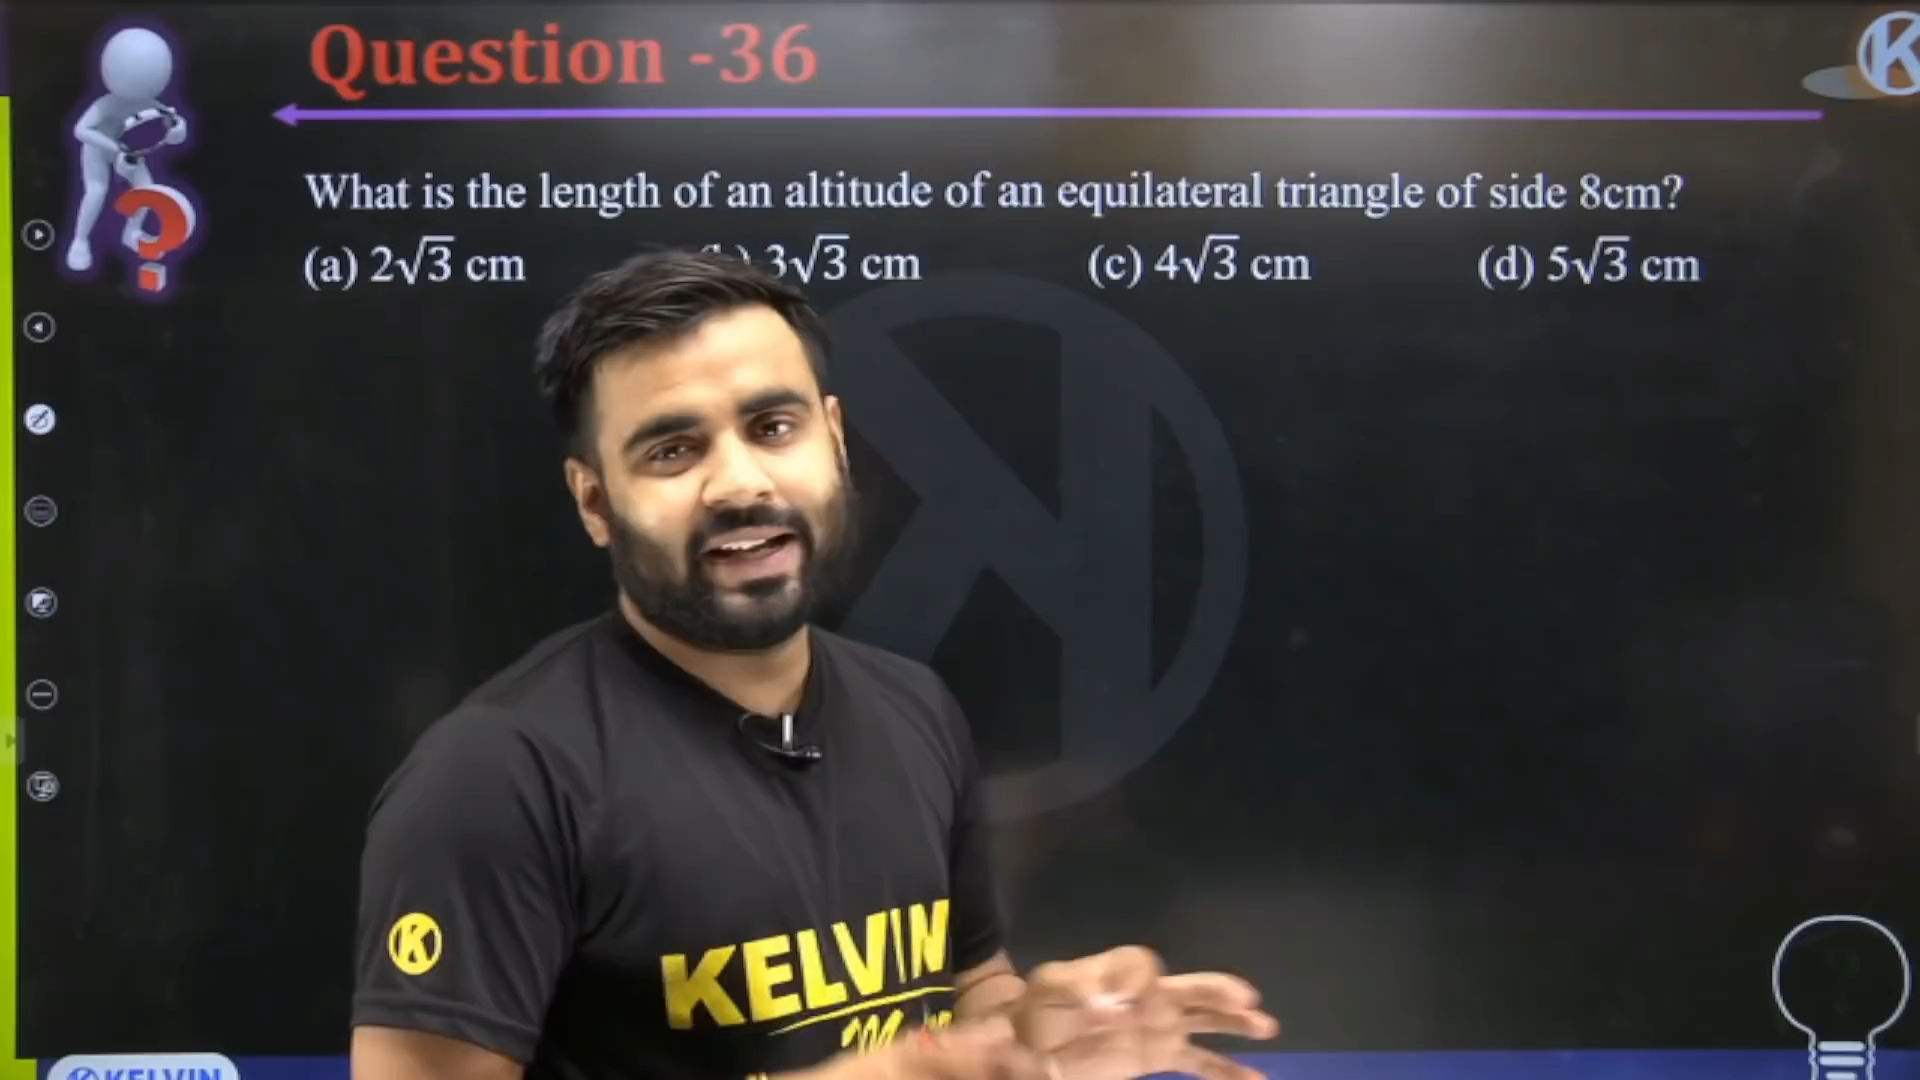 Question -36
What is the length of an altitude of an equilateral triangle of side 8cm?
(a) 2√3 cm 3√3 cm (c) 4√3 cm (d) 5√3 cm
K
K
KELVIN
KELVIN